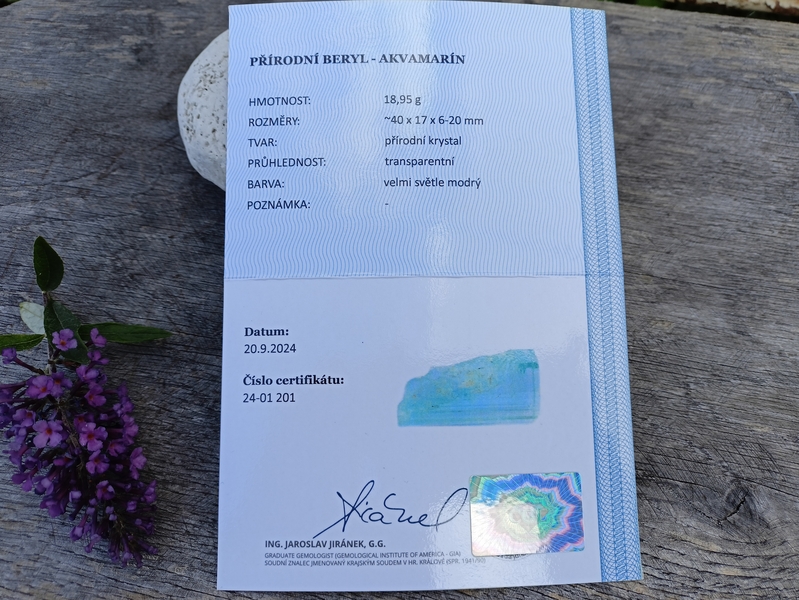 PŘÍRODNÍ BERYL - AKVAMARÍN
HMOTNOST: 18,95 g
ROZMĚRY: ~40 x 17 x 6-20 mm
TVAR: přírodní krystal
PRŮHLEDNOST: transparentní
BARVA: velmi světle modrý
POZNÁMKA: -
Datum:
20.9.2024
Číslo certifikátu:
24-01 201
Jiránek
ING. JAROSLAV JIRÁNEK, G.G.
GRADUATE GEMOLOGIST (GEMOLOGICAL INSTITUTE OF AMERICA - GIA)
SOUDNÍ ZNALEC JMENOVANÝ KRAJSKÝM SOUDEM V HR. KRÁLOVÉ (SPR.